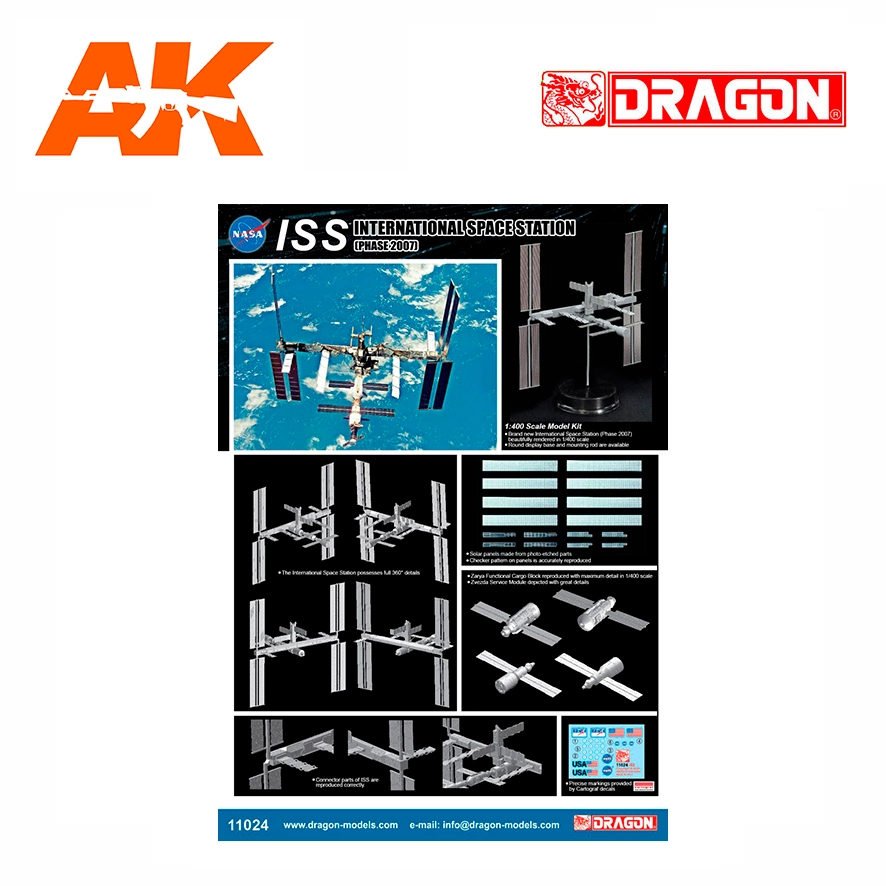 AK
DRAGON®
NASA
ISS INTERNATIONAL SPACE STATION
(PHASE-2007)
1:400 Scale Model Kit
• Brand new International Space Station (Phase 2007)
beautifully rendered in 1/400 scale
• Round display base and mounting rod are available
• The International Space Station possesses full 360° details
• Solar panels made from photo-etched parts
• Checker pattern on panels is accurately reproduced
• Zarya Functional Cargo Block reproduced with maximum detail in 1/400 scale
• Zvezda Service Module depicted with great details
• Connector parts of ISS are
reproduced correctly
USA
USA
11024
• Precise markings provided
by Cartograf decals
11024 www.dragon-models.com e-mail: info@dragon-models.com DRAGON